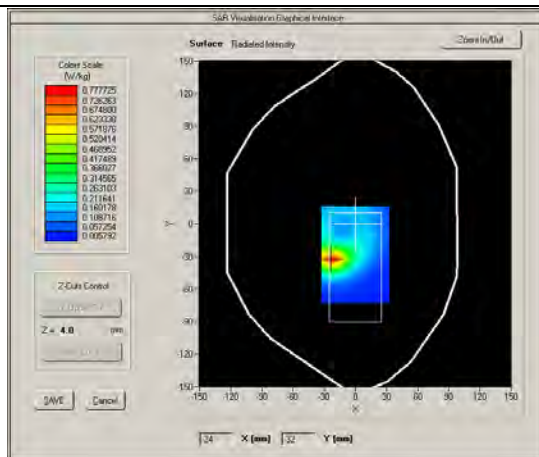 SAR Visualisation Graphical Interface
Surface Radiated Intensity
Zoom In/Out
Colour Scale
(W/kg)
0.777725
0.726263
0.674800
0.623338
0.571876
0.520414
0.468952
0.417489
0.366027
0.314565
0.263103
0.211641
0.160178
0.108716
0.057254
0.005792
150
120
90
60
30
0
30
60
90
120
150
Y
150 120 90 60 30 0 30 60 90 120 150
X
Z-Cuts Control
Z = 4.0 mm
SAVE
Cancel
-24 X (mm) -32 Y (mm)